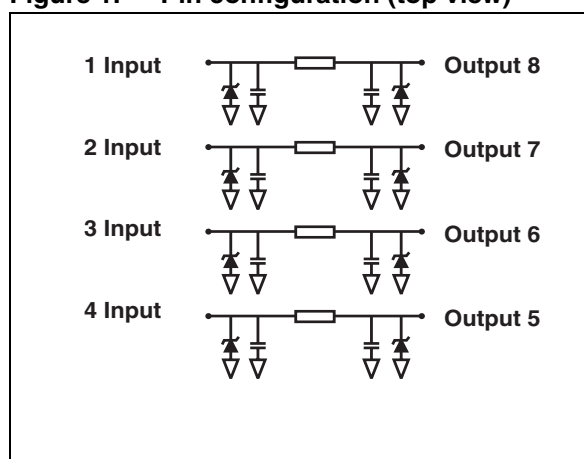 Figure 1. Pin configuration (top view)
1 Input Output 8
2 Input Output 7
3 Input Output 6
4 Input Output 5